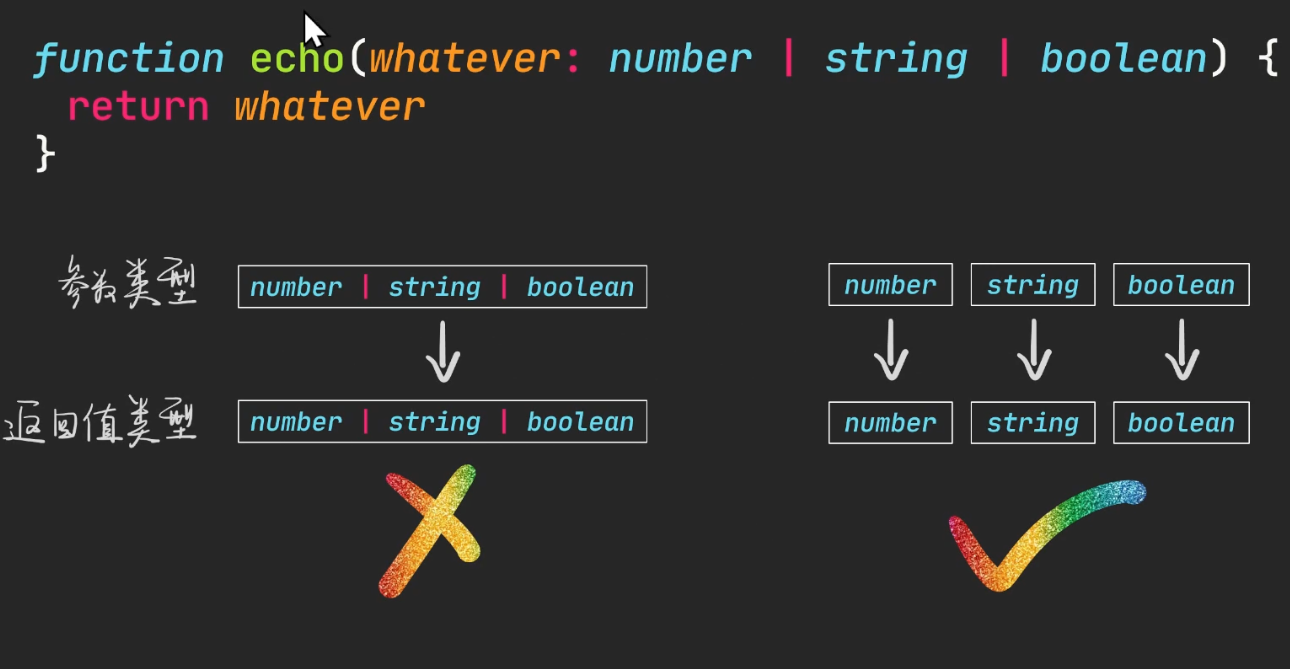 function echo(whatever: number | string | boolean) {
return whatever
}
参数类型 number | string | boolean number string boolean
返回值类型 number | string | boolean number string boolean